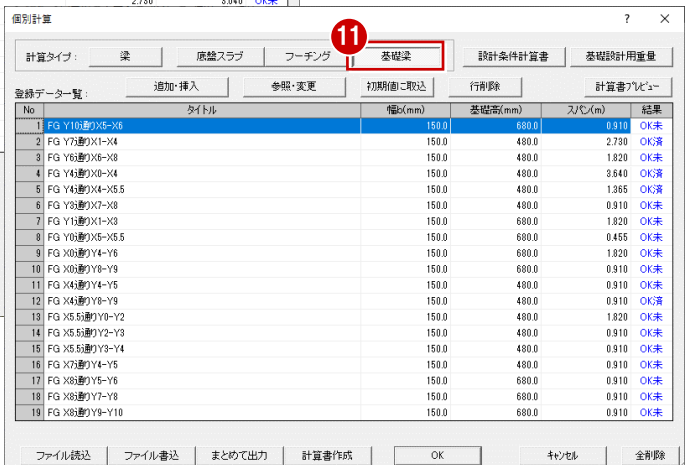 2.730 3.640 OK未
個別計算 ? ×
11
計算タイプ: 梁 底盤スラブ フーチング 基礎梁 設計条件計算書 基礎設計用重量
登録データ一覧: 追加・挿入 参照・変更 初期値に取込 行削除 計算書プレビュー
No タイトル 幅b(mm) 基礎高(mm) スパン(m) 結果
1 FG Y10通りX5-X6 150.0 680.0 0.910 OK未
2 FG Y7通りX1-X4 150.0 480.0 2.730 OK済
3 FG Y6通りX6-X8 150.0 480.0 1.820 OK未
4 FG Y4通りX0-X4 150.0 480.0 3.640 OK済
5 FG Y4通りX4-X5.5 150.0 480.0 1.365 OK済
6 FG Y3通りX7-X8 150.0 480.0 0.910 OK未
7 FG Y1通りX1-X3 150.0 680.0 1.820 OK未
8 FG Y0通りX5-X5.5 150.0 680.0 0.455 OK未
9 FG X0通りY4-Y6 150.0 680.0 1.820 OK未
10 FG X0通りY8-Y9 150.0 680.0 0.910 OK未
11 FG X4通りY4-Y5 150.0 480.0 0.910 OK未
12 FG X4通りY8-Y9 150.0 480.0 0.910 OK済
13 FG X5.5通りY0-Y2 150.0 480.0 1.820 OK未
14 FG X5.5通りY2-Y3 150.0 480.0 0.910 OK未
15 FG X5.5通りY3-Y4 150.0 480.0 0.910 OK未
16 FG X7通りY4-Y5 150.0 480.0 0.910 OK未
17 FG X8通りY5-Y6 150.0 680.0 0.910 OK未
18 FG X8通りY7-Y8 150.0 680.0 0.910 OK未
19 FG X8通りY9-Y10 150.0 680.0 0.910 OK未
ファイル読込 ファイル書込 まとめて出力 計算書作成 OK キャンセル 全削除